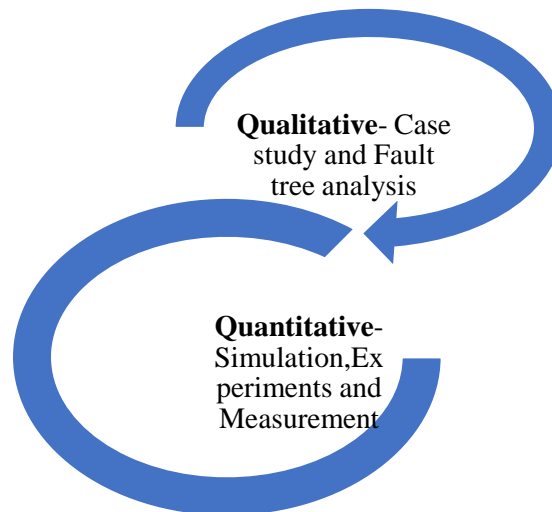 Qualitative- Case
study and Fault
tree analysis
Quantitative-
Simulation,Ex
periments and
Measurement